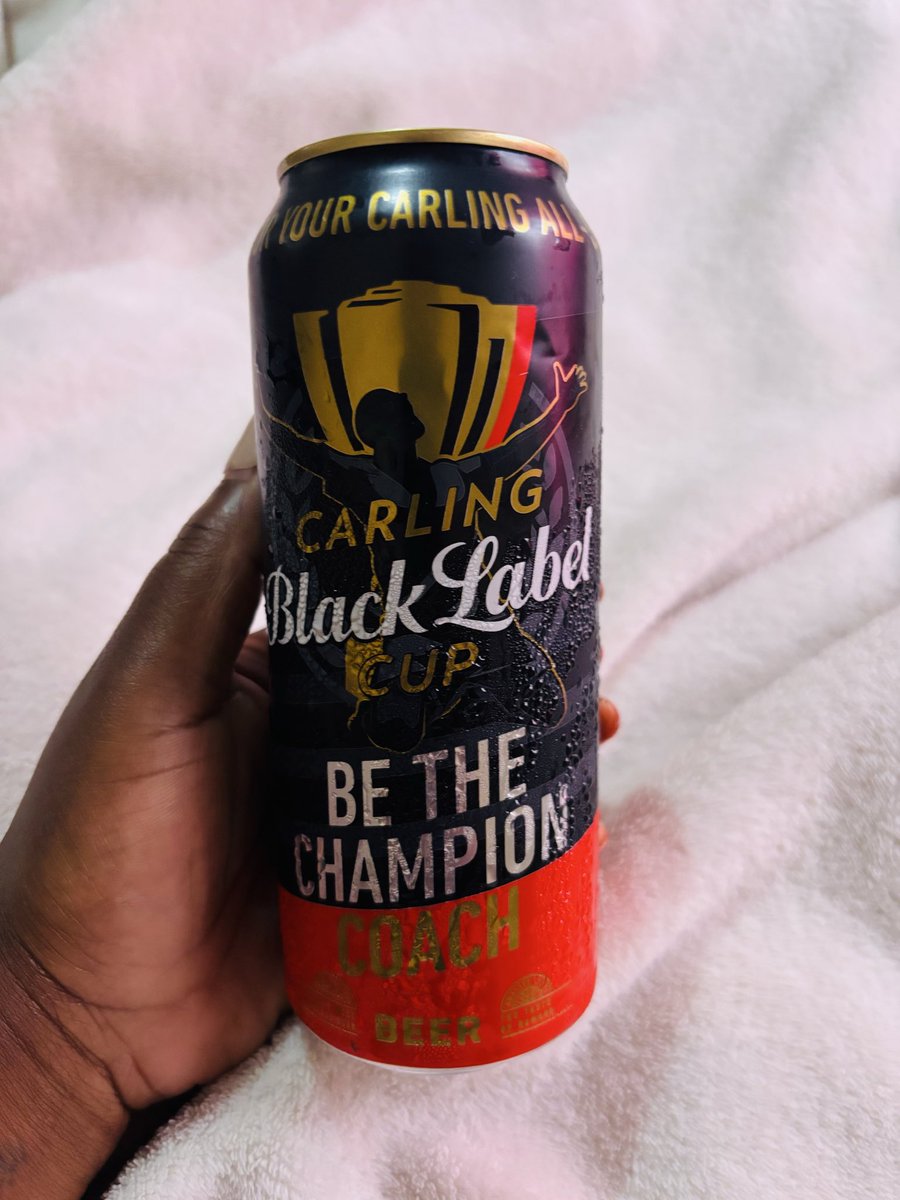 YOUR CARLING ALL-
CARLING
Black Label
CUP
BE THE
CHAMPION
COACH
BEER